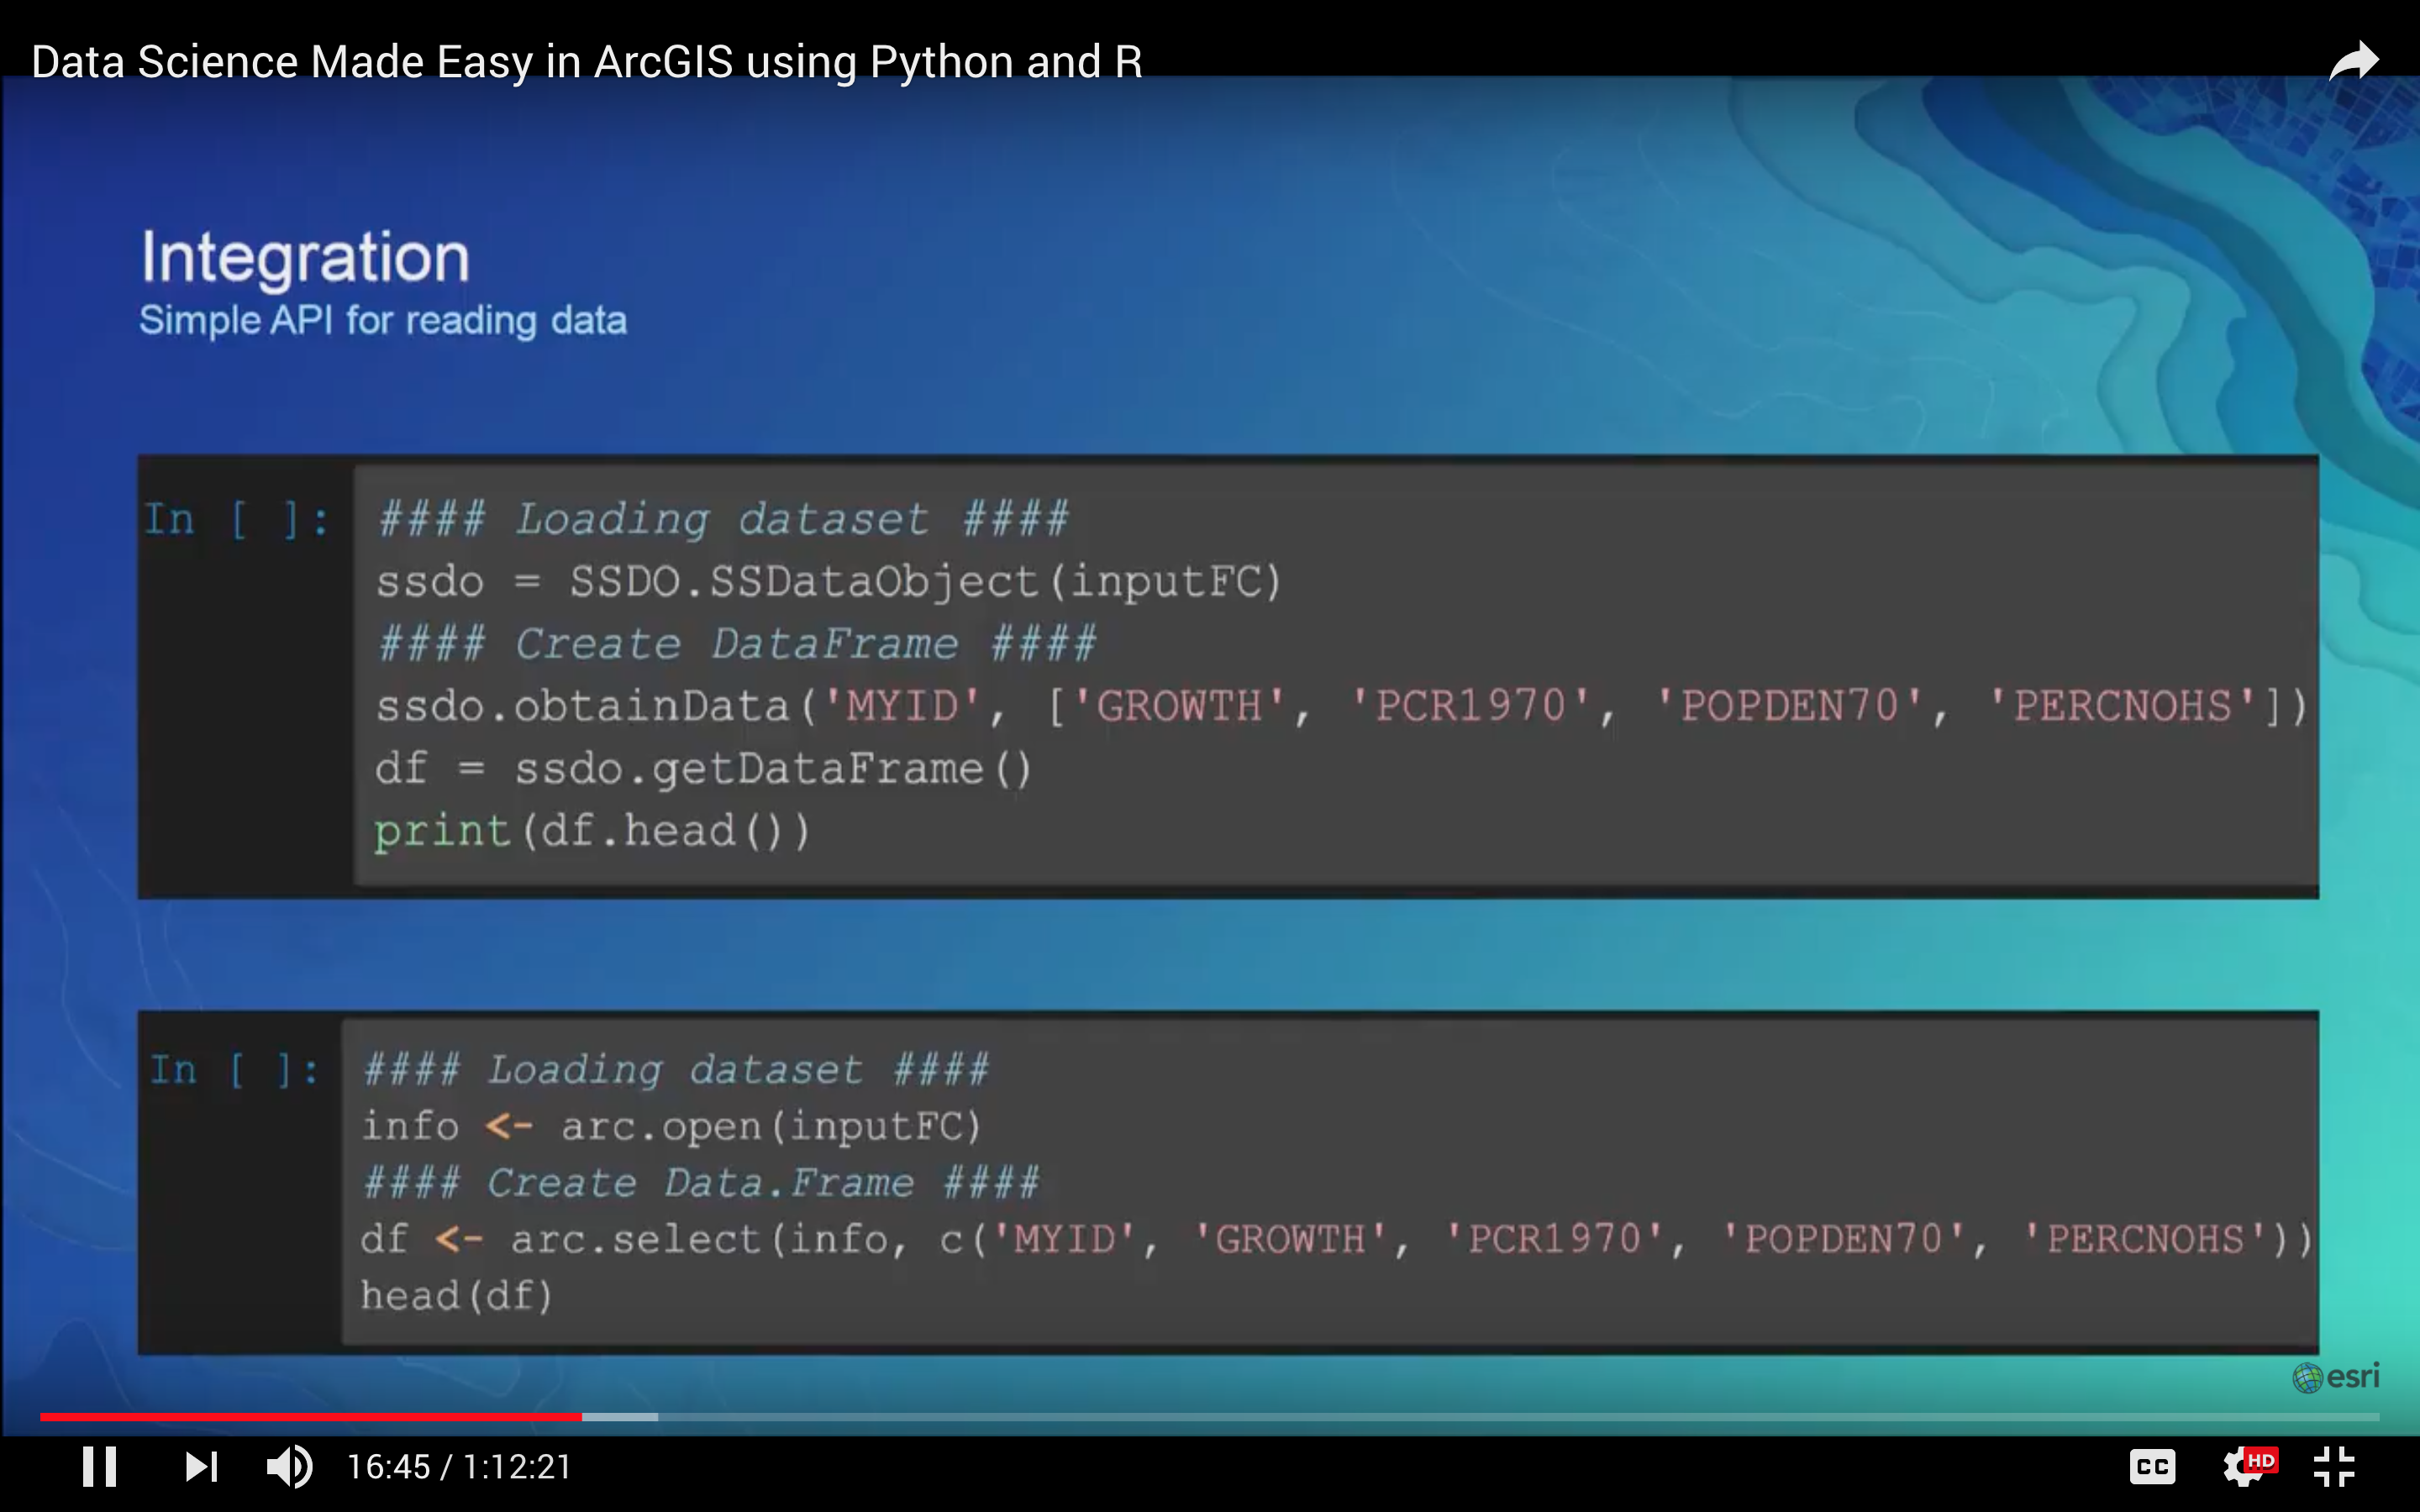 Data Science Made Easy in ArcGIS using Python and R
Integration
Simple API for reading data
In [ ]:
#### Loading dataset ####
ssdo = SSDO.SSDataObject(inputFC)
#### Create DataFrame ####
ssdo.obtainData('MYID', ['GROWTH', 'PCR1970', 'POPDEN70', 'PERCNOHS'])
df = ssdo.getDataFrame()
print(df.head())
In [ ]:
#### Loading dataset ####
info <- arc.open(inputFC)
#### Create Data.Frame ####
df <- arc.select(info, c('MYID', 'GROWTH', 'PCR1970', 'POPDEN70', 'PERCNOHS'))
head(df)
esri
16:45 / 1:12:21
CC
HD